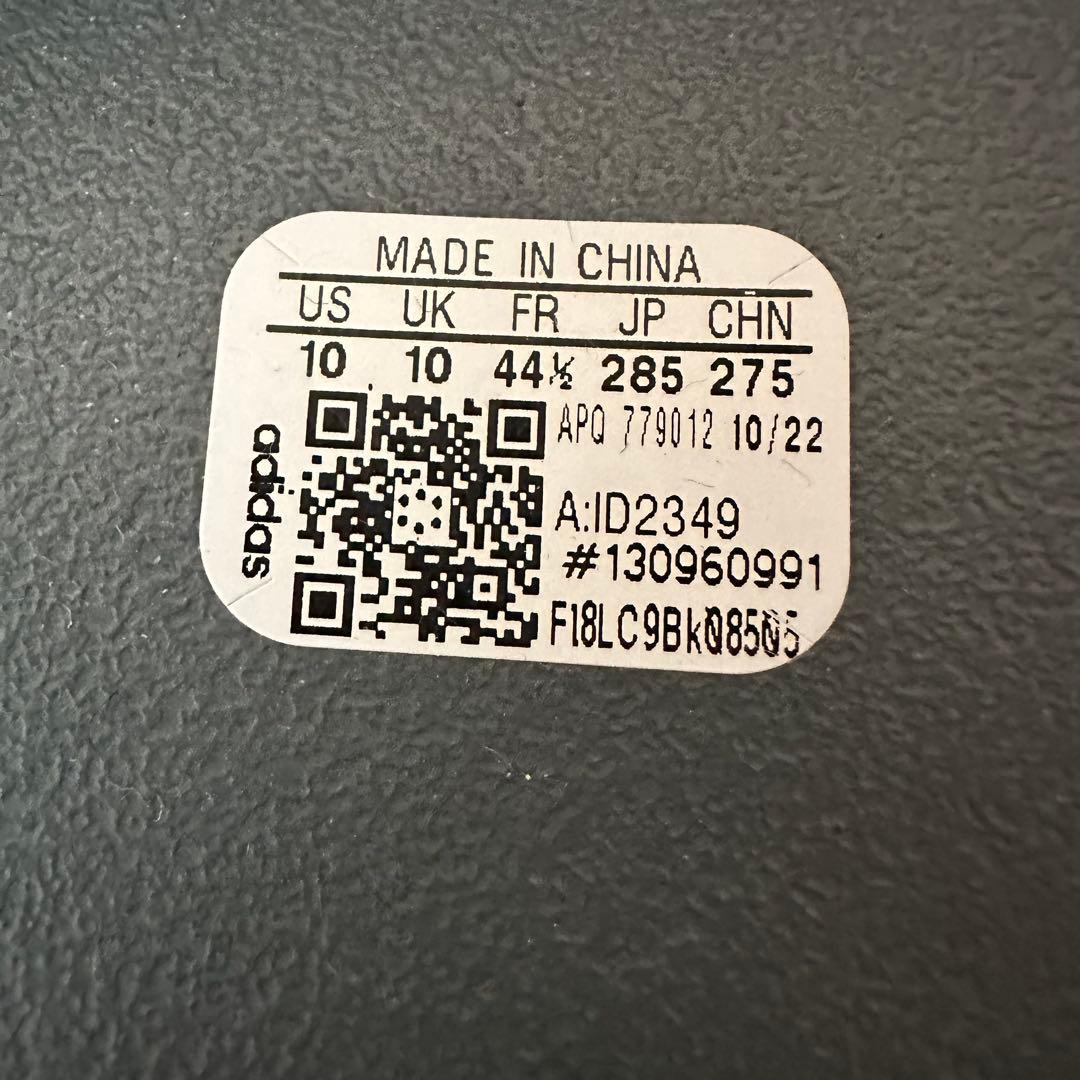 MADE IN CHINA
US UK FR JP CHN
10 10 44½ 285 275
APQ 779012 10/22
A:ID2349
#130960991
F18LC9Bk08505
adidas